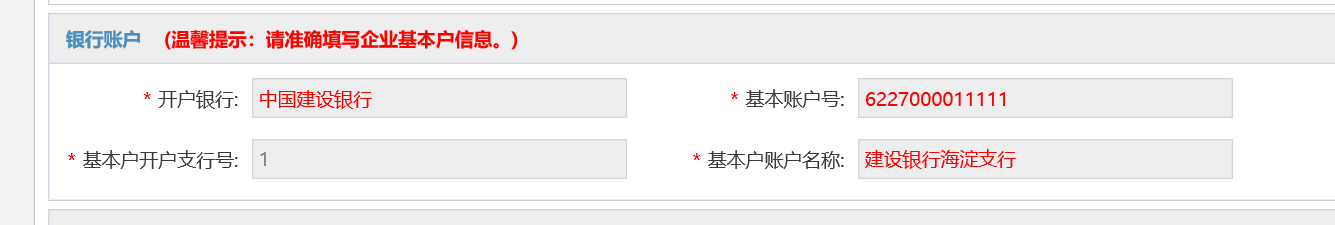 银行账户 (温馨提示：请准确填写企业基本户信息。)
* 开户银行: 中国建设银行 * 基本账户号: 6227000011111
* 基本户开户支行号: 1 * 基本户账户名称: 建设银行海淀支行